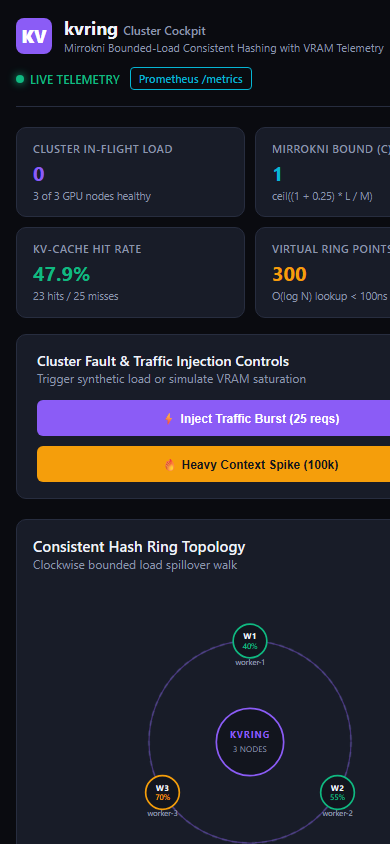 KV
kvring Cluster Cockpit
Mirrokni Bounded-Load Consistent Hashing with VRAM Telemetry
LIVE TELEMETRY
Prometheus /metrics
CLUSTER IN-FLIGHT LOAD
0
3 of 3 GPU nodes healthy
MIRROKNI BOUND (C)
1
ceil((1 + 0.25) * L / M)
KV-CACHE HIT RATE
47.9%
23 hits / 25 misses
VIRTUAL RING POINTS
300
O(log N) lookup < 100ns
Cluster Fault & Traffic Injection Controls
Trigger synthetic load or simulate VRAM saturation
⚡ Inject Traffic Burst (25 reqs)
🔥 Heavy Context Spike (100k)
Consistent Hash Ring Topology
Clockwise bounded load spillover walk
W1
40%
worker-1
KVRING
3 NODES
W3
70%
worker-3
W2
55%
worker-2